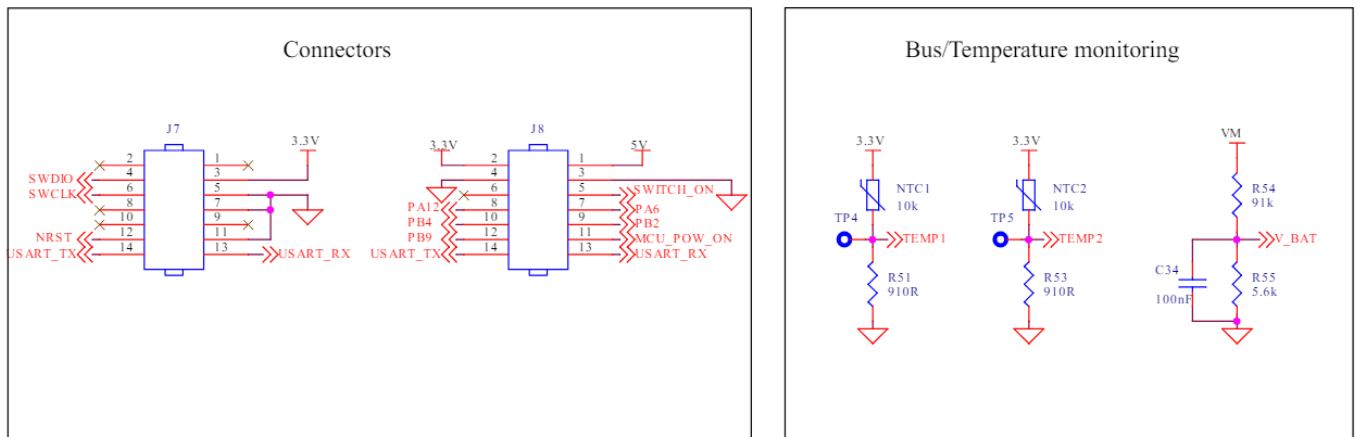 Connectors
Bus/Temperature monitoring
J7
3.3V
2 1
SWDIO 4 3
SWCLK 6 5
8 7
10 9
NRST 12 11
USART_TX 14 13 USART_RX
J8
3.3V 5V
2 1
4 3
6 5 SWITCH_ON
PA12 8 7 PA6
PB4 10 9 PB2
PB9 12 11 MCU_POW_ON
USART_TX 14 13 USART_RX
3.3V
NTC1
10k
TP4
TEMP1
R51
910R
3.3V
NTC2
10k
TP5
TEMP2
R53
910R
VM
R54
91k
V_BAT
C34
100nF
R55
5.6k